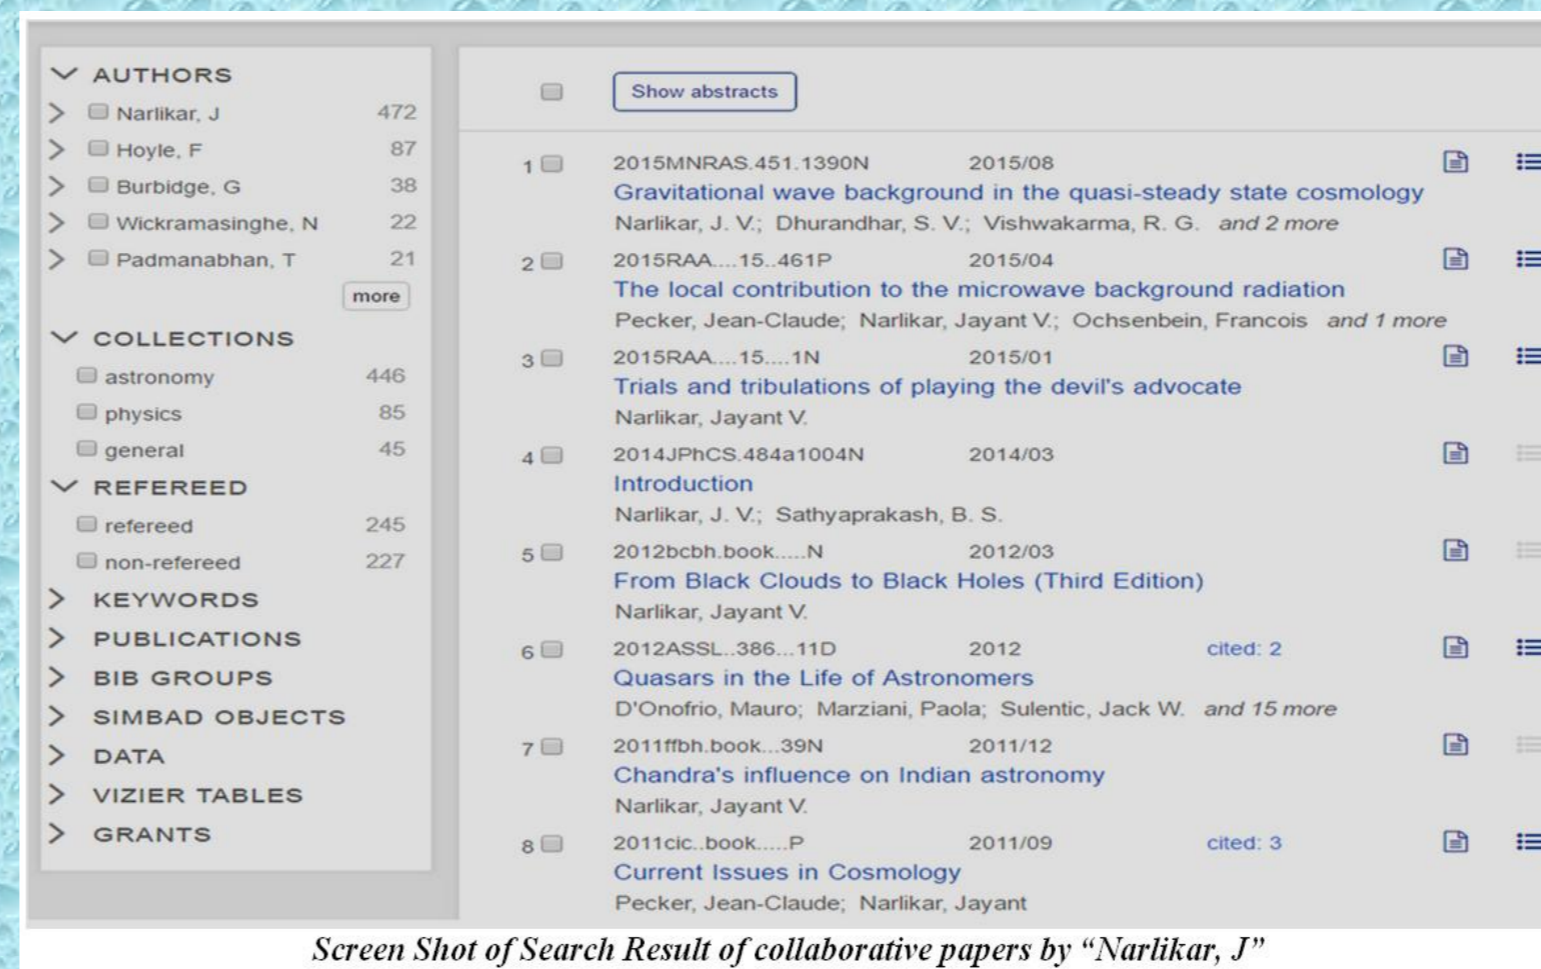 AUTHORS
Narlikar, J 472
Hoyle, F 87
Burbidge, G 38
Wickramasinghe, N 22
Padmanabhan, T 21
more
COLLECTIONS
astronomy 446
physics 85
general 45
REFEREED
refereed 245
non-refereed 227
KEYWORDS
PUBLICATIONS
BIB GROUPS
SIMBAD OBJECTS
DATA
VIZIER TABLES
GRANTS
Show abstracts
1 2015MNRAS.451.1390N 2015/08
Gravitational wave background in the quasi-steady state cosmology
Narlikar, J. V.; Dhurandhar, S. V.; Vishwakarma, R. G. and 2 more
2 2015RAA....15..461P 2015/04
The local contribution to the microwave background radiation
Pecker, Jean-Claude; Narlikar, Jayant V.; Ochsenbein, Francois and 1 more
3 2015RAA....15....1N 2015/01
Trials and tribulations of playing the devil's advocate
Narlikar, Jayant V.
4 2014JPhCS.484a1004N 2014/03
Introduction
Narlikar, J. V.; Sathyaprakash, B. S.
5 2012bcbh.book.....N 2012/03
From Black Clouds to Black Holes (Third Edition)
Narlikar, Jayant V.
6 2012ASSL..386...11D 2012 cited: 2
Quasars in the Life of Astronomers
D'Onofrio, Mauro; Marziani, Paola; Sulentic, Jack W. and 15 more
7 2011ffbh.book...39N 2011/12
Chandra's influence on Indian astronomy
Narlikar, Jayant V.
8 2011cic..book.....P 2011/09 cited: 3
Current Issues in Cosmology
Pecker, Jean-Claude; Narlikar, Jayant
Screen Shot of Search Result of collaborative papers by “Narlikar, J”